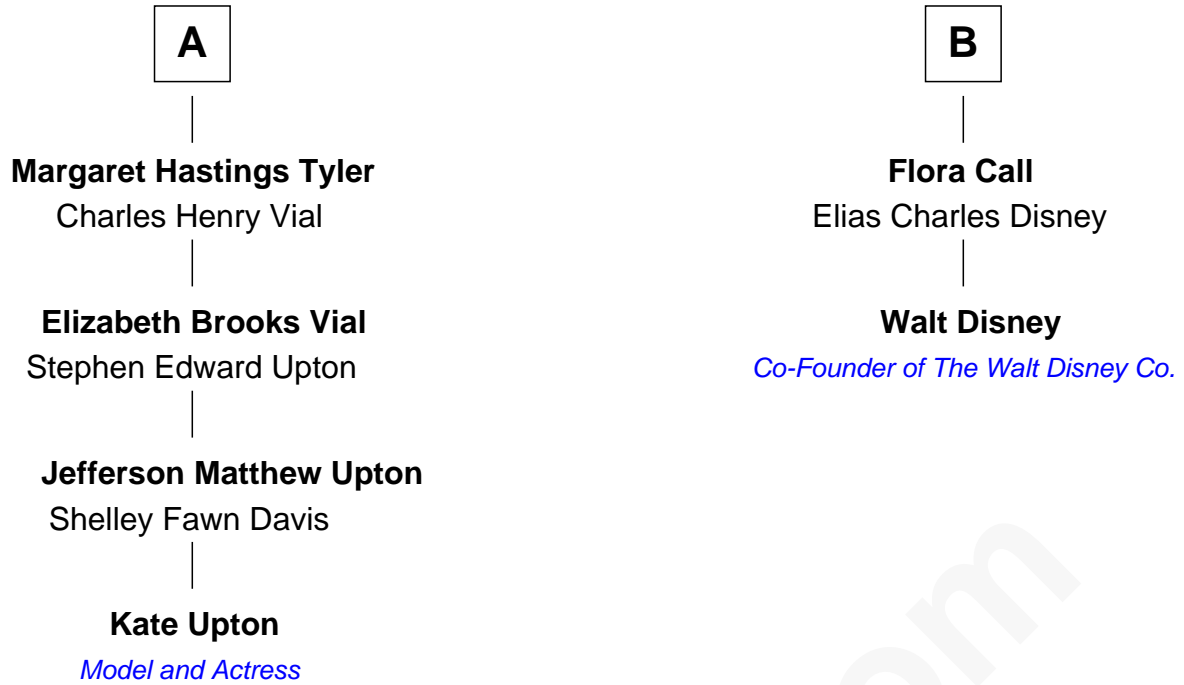 A
Margaret Hastings Tyler
Charles Henry Vial
Elizabeth Brooks Vial
Stephen Edward Upton
Jefferson Matthew Upton
Shelley Fawn Davis
Kate Upton
Model and Actress
B
Flora Call
Elias Charles Disney
Walt Disney
Co-Founder of The Walt Disney Co.
om